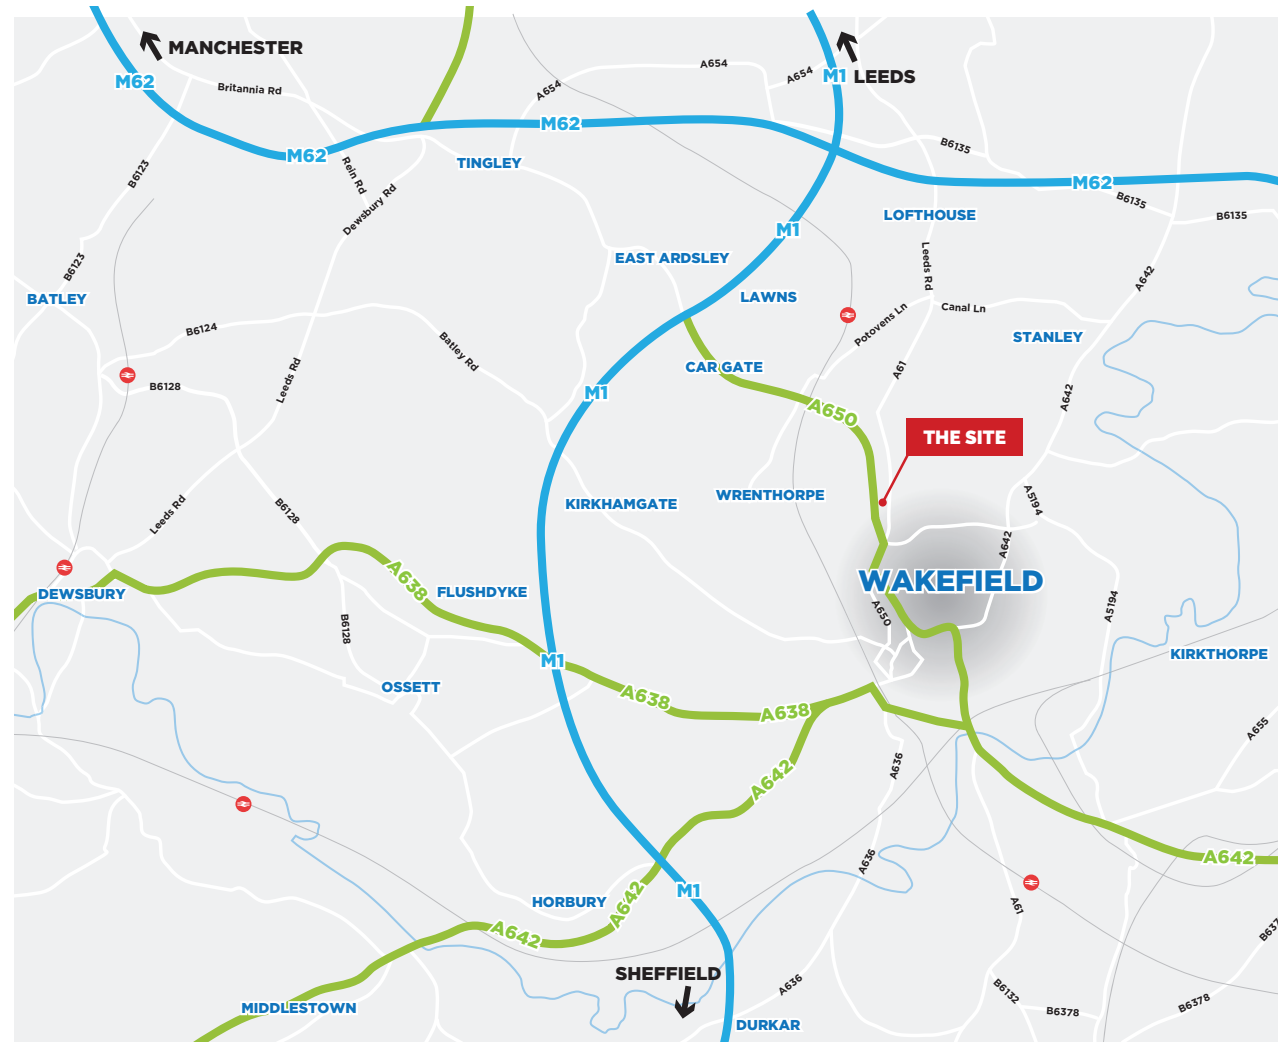 MANCHESTER
LEEDS
M62
Britannia Rd
A654
A654
A654
M1
M62
M62
B6135
TINGLEY
Rein Rd
B6123
M62
B6135
B6135
Dewsbury Rd
LOFTHOUSE
M1
EAST ARDSLEY
Leeds Rd
B6123
A642
BATLEY
LAWNS
Canal Ln
Potovens Ln
B6124
STANLEY
Batley Rd
CAR GATE
A61
B6128
Leeds Rd
M1
A642
A650
THE SITE
WRENTHORPE
KIRKHAMGATE
A5194
Leeds Rd
B6128
A642
WAKEFIELD
A638
FLUSHDYKE
DEWSBURY
A5194
A650
B6128
KIRKTHORPE
M1
OSSETT
A638
A638
A655
A636
A642
A642
A636
M1
HORBURY
A642
A61
A642
B637
SHEFFIELD
A636
B6132
B6378
B6378
MIDDLESTOWN
DURKAR